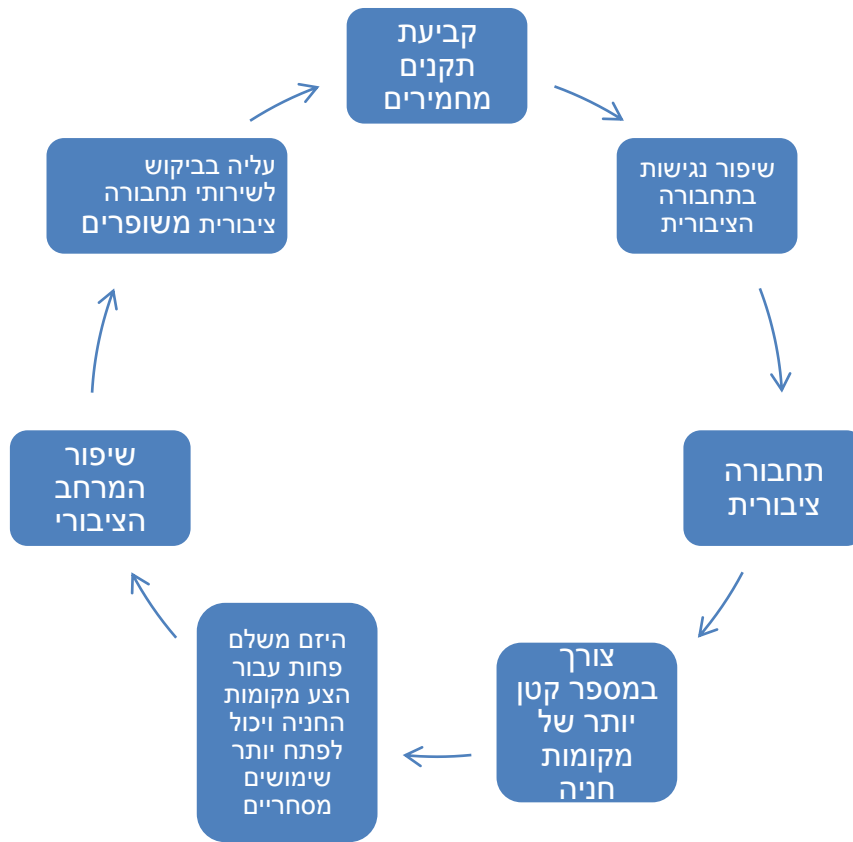 קביעת
תקנים
מחמירים
שיפור נגישות
בתחבורה
הציבורית
תחבורה
ציבורית
צורך
במספר קטן
יותר של
מקומות
חניה
היזם משלם
פחות עבור
הצע מקומות
החניה ויכול
לפתח יותר
שימושים
מסחריים
שיפור
המרחב
הציבורי
עליה בביקוש
לשירותי תחבורה
ציבורית משופרים